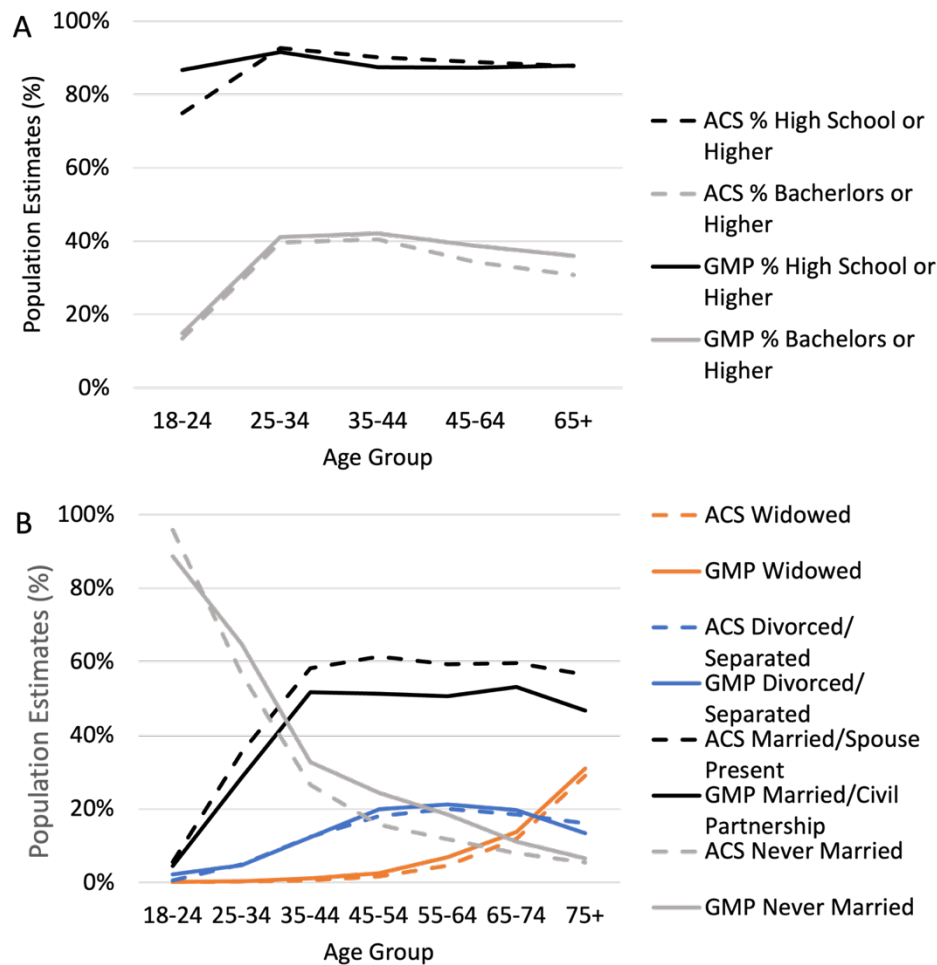 A
Population Estimates (%)
100%
80%
60%
40%
20%
0%
18-24 25-34 35-44 45-64 65+
Age Group
ACS % High School or
Higher
ACS % Bacherlors or
Higher
GMP % High School or
Higher
GMP % Bachelors or
Higher
B
Population Estimates (%)
100%
80%
60%
40%
20%
0%
18-24 25-34 35-44 45-54 55-64 65-74 75+
Age Group
ACS Widowed
GMP Widowed
ACS Divorced/
Separated
GMP Divorced/
Separated
ACS Married/Spouse
Present
GMP Married/Civil
Partnership
ACS Never Married
GMP Never Married